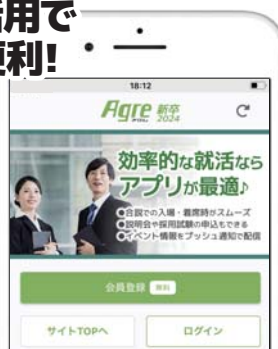 活用で
便利!
18:12
Agre 新卒
2024
効率的な就活なら
アプリが最適♪
●合説での入場・着席時がスムーズ
●説明会や採用試験の申込もできる
●イベント情報をプッシュ通知で配信
会員登録 無料
サイトTOPへ
ログイン